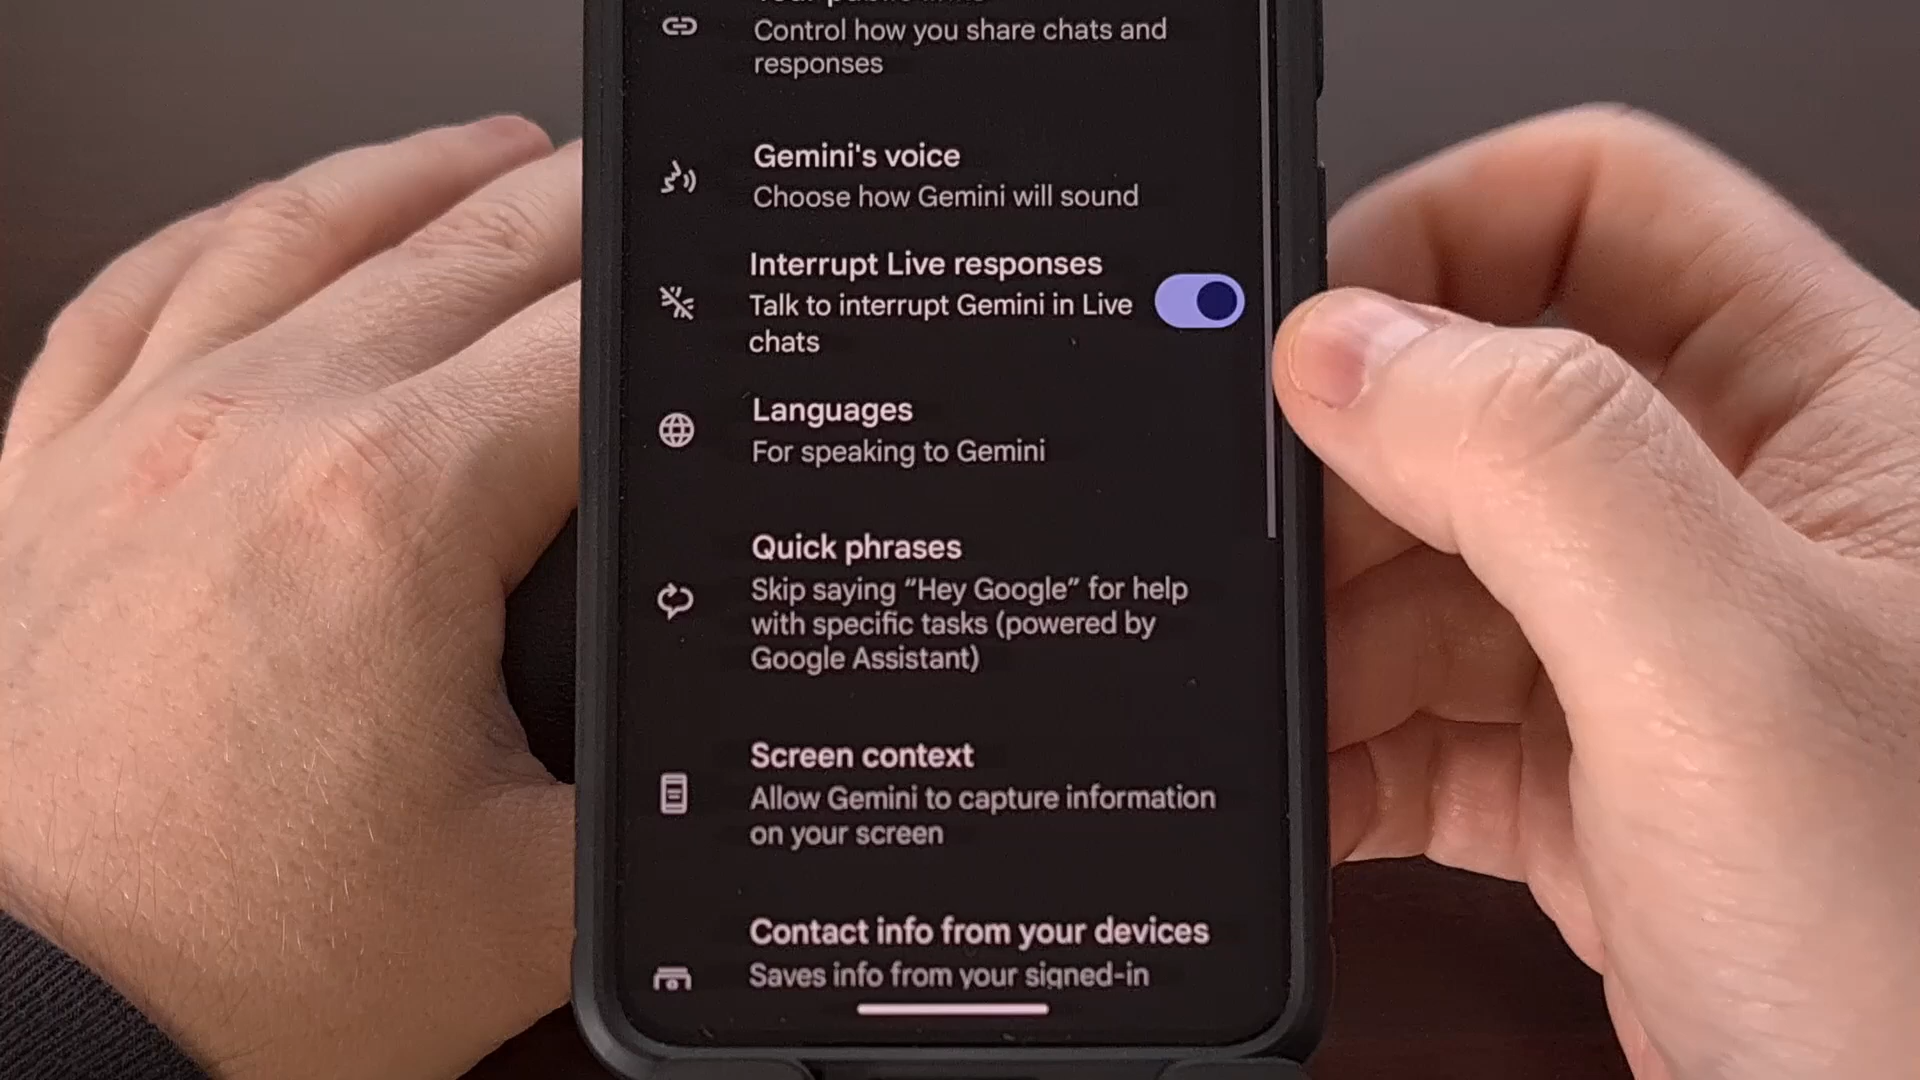 Control how you share chats and
responses
Gemini's voice
Choose how Gemini will sound
Interrupt Live responses
Talk to interrupt Gemini in Live
chats
Languages
For speaking to Gemini
Quick phrases
Skip saying “Hey Google” for help
with specific tasks (powered by
Google Assistant)
Screen context
Allow Gemini to capture information
on your screen
Contact info from your devices
Saves info from your signed-in